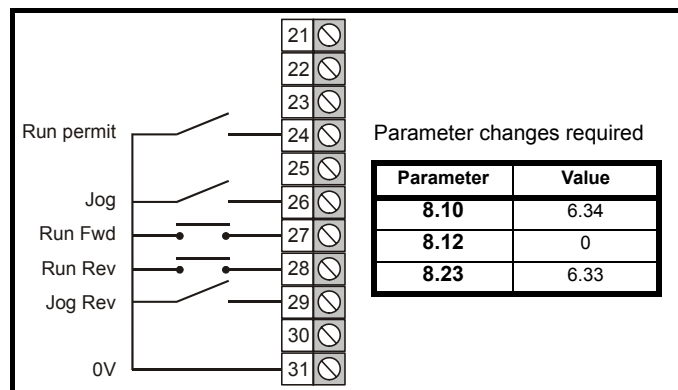 21
22
23
Run permit 24 Parameter changes required
25
Jog 26
Run Fwd 27
Run Rev 28
Jog Rev 29
30
0V 31
Parameter Value
8.10 6.34
8.12 0
8.23 6.33